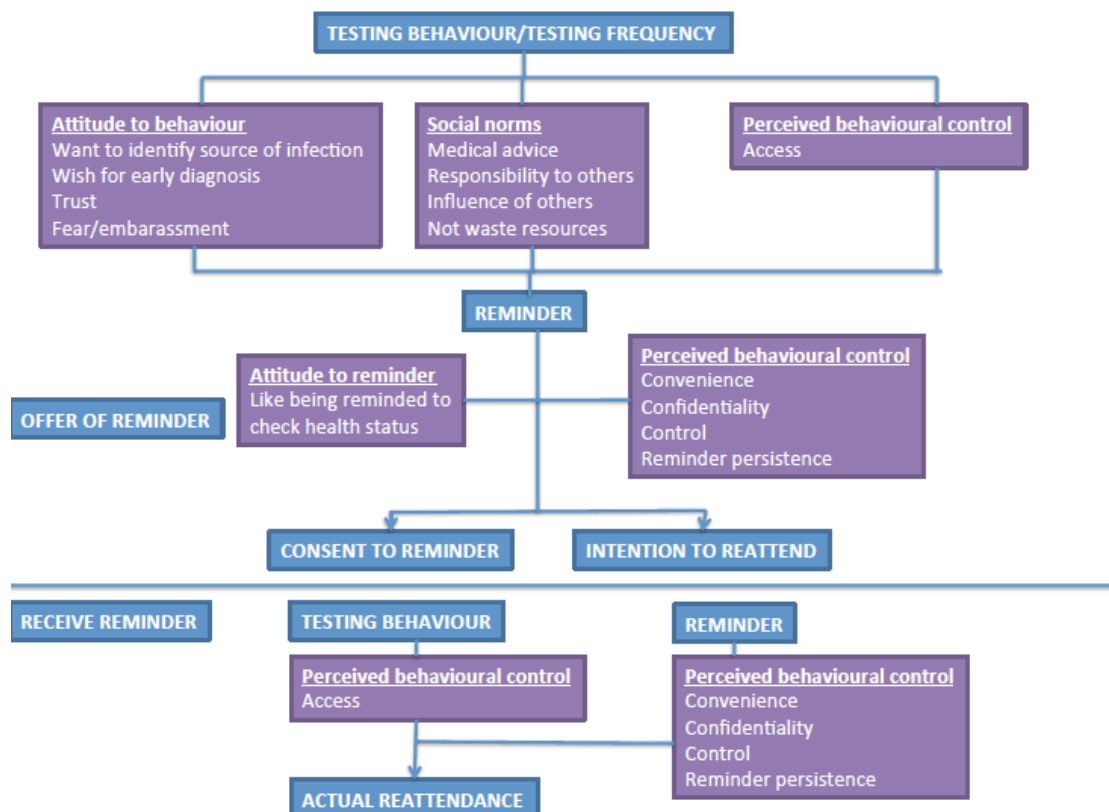 TESTING BEHAVIOUR/TESTING FREQUENCY
Attitude to behaviour
Want to identify source of infection
Wish for early diagnosis
Trust
Fear/embarassment
Social norms
Medical advice
Responsibility to others
Influence of others
Not waste resources
Perceived behavioural control
Access
REMINDER
OFFER OF REMINDER
Attitude to reminder
Like being reminded to
check health status
Perceived behavioural control
Convenience
Confidentiality
Control
Reminder persistence
CONSENT TO REMINDER
INTENTION TO REATTEND
RECEIVE REMINDER
TESTING BEHAVIOUR
Perceived behavioural control
Access
REMINDER
Perceived behavioural control
Convenience
Confidentiality
Control
Reminder persistence
ACTUAL REATTENDANCE